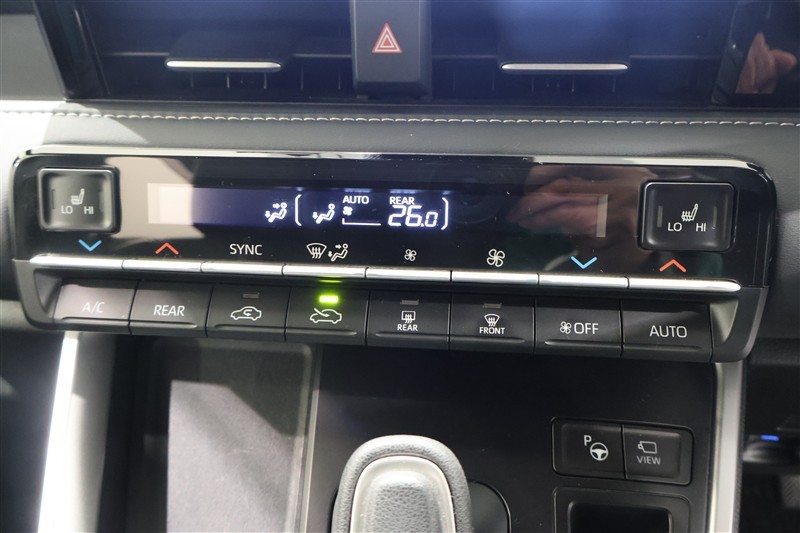 LO HI
AUTO REAR
26.0
LO HI
SYNC
A/C REAR REAR FRONT OFF AUTO
P
VIEW